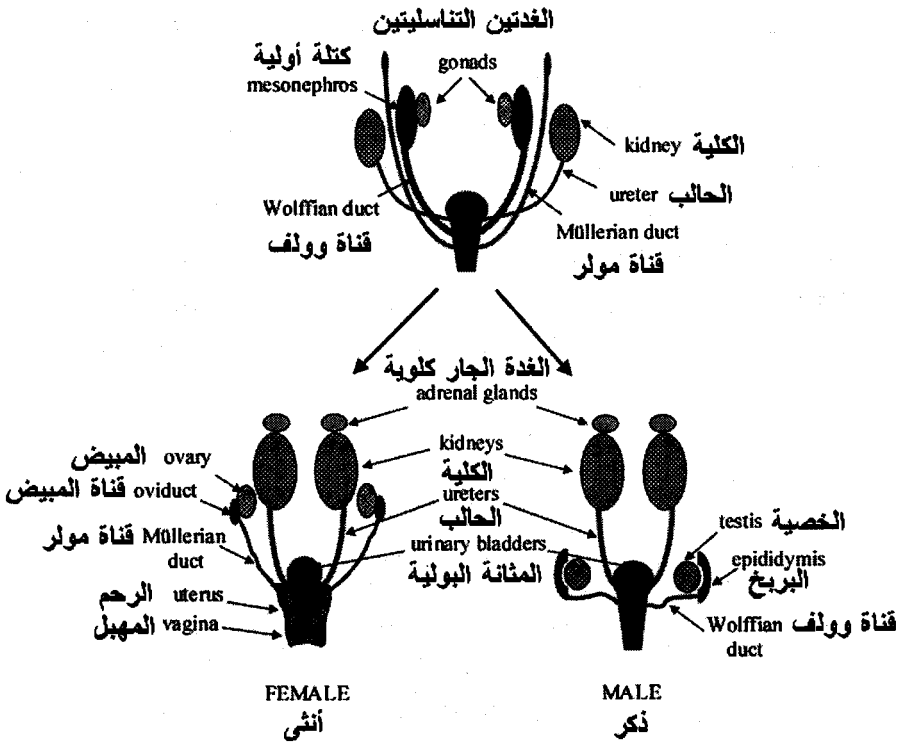 الغدتين التناسليتين
gonads
كتلة أولية
mesonephros
kidney الكلية
ureter الحالب
Wolffian duct
قناة وولف
Müllerian duct
قناة مولر
الغدة الجار كلوية
adrenal glands
kidneys
الكلية
ureters
الحالب
urinary bladders
المثانة البولية
المبيض ovary
قناة المبيض oviduct
قناة مولر Müllerian
duct
الرحم uterus
المهبل vagina
testis الخصية
epididymis
البربخ
Wolffian قناة وولف
duct
FEMALE
أنثى
MALE
ذكر